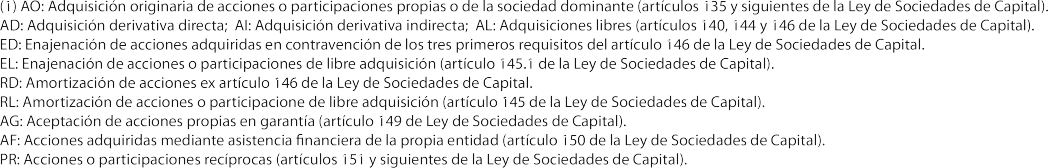 (1) AO: Adquisición originaria de acciones o participaciones propias o de la sociedad dominante (artículos 135 y siguientes de la Ley de Sociedades de Capital).
AD: Adquisición derivativa directa; AI: Adquisición derivativa indirecta; AL: Adquisiciones libres (artículos 140, 144 y 146 de la Ley de Sociedades de Capital).
ED: Enajenación de acciones adquiridas en contravención de los tres primeros requisitos del artículo 146 de la Ley de Sociedades de Capital.
EL: Enajenación de acciones o participaciones de libre adquisición (artículo 145.1 de la Ley de Sociedades de Capital).
RD: Amortización de acciones ex artículo 146 de la Ley de Sociedades de Capital.
RL: Amortización de acciones o participacione de libre adquisición (artículo 145 de la Ley de Sociedades de Capital).
AG: Aceptación de acciones propias en garantía (artículo 149 de Ley de Sociedades de Capital).
AF: Acciones adquiridas mediante asistencia financiera de la propia entidad (artículo 150 de la Ley de Sociedades de Capital).
PR: Acciones o participaciones recíprocas (artículos 151 y siguientes de la Ley de Sociedades de Capital).